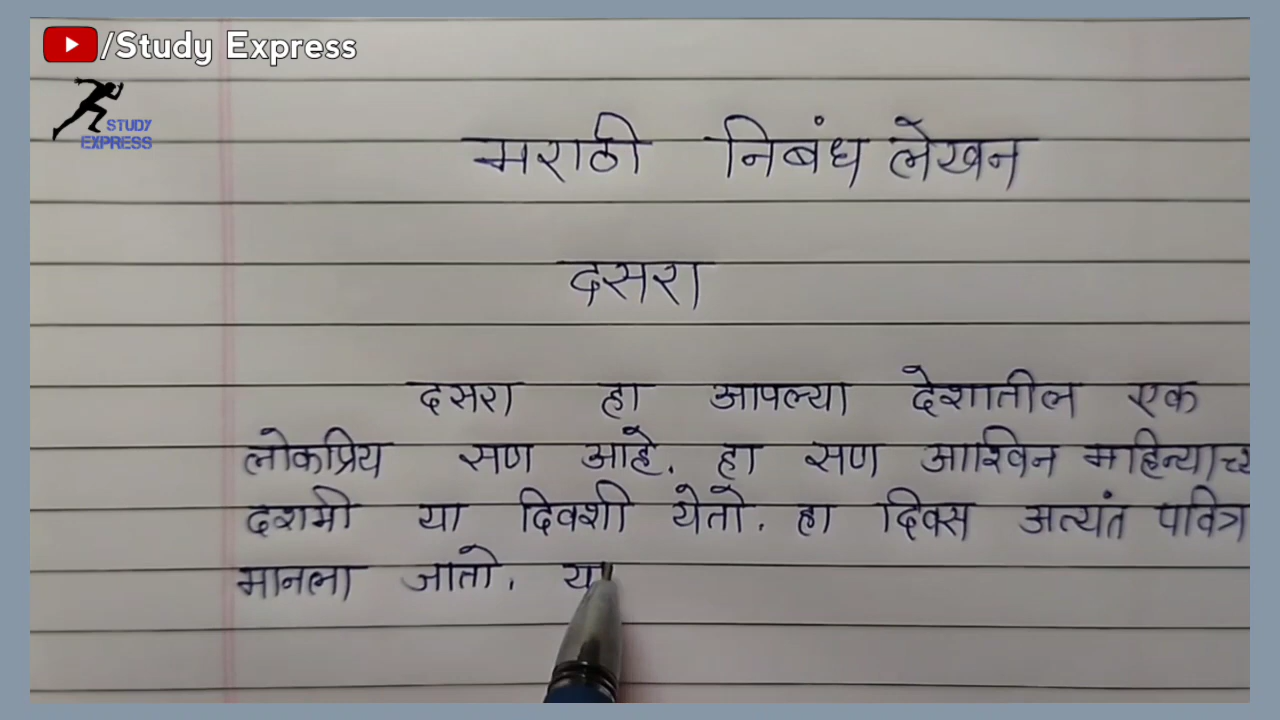 /Study Express
STUDY
EXPRESS
मराठी निबंध लेखन
दसरा
दसरा हा आपल्या देशातील एक
लोकप्रिय सण आहे. हा सण आश्विन महिन्याच्य
दशमी या दिवशी येतो. हा दिवस अत्यंत पवित्र
मानला जातो. या